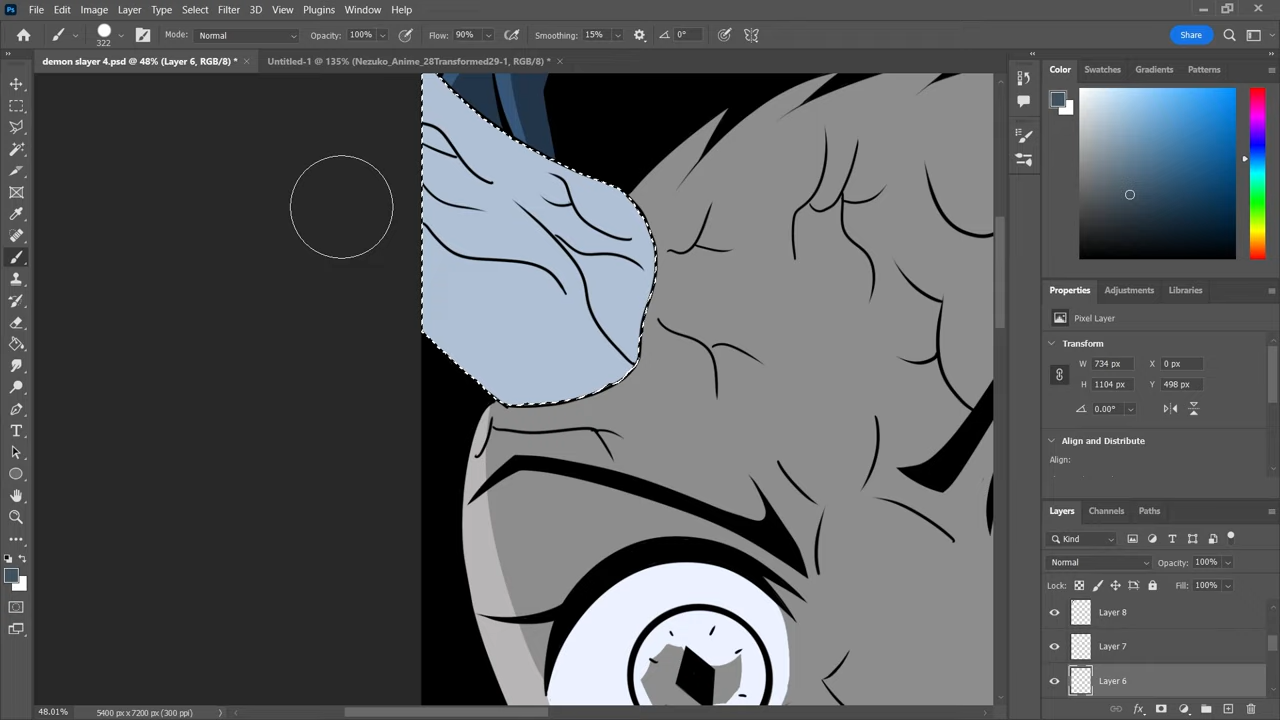 Ps File Edit Image Layer Type Select Filter 3D View Plugins Window Help
322 Mode: Normal Opacity: 100% Flow: 90% Smoothing: 15% 0° Share
demon slayer 4.psd @ 48% (Layer 6, RGB/8) * × Untitled-1 @ 135% (Nezuko_Anime_28Transformed29-1, RGB/8) * ×
Color Swatches Gradients Patterns
Properties Adjustments Libraries
Pixel Layer
Transform
W 734 px X 0 px
H 1104 px Y 498 px
0.00°
Align and Distribute
Align:
Layers Channels Paths
Kind
Normal Opacity: 100%
Lock: Fill: 100%
Layer 8
Layer 7
Layer 6
48.01% 5400 px x 7200 px (300 ppi)